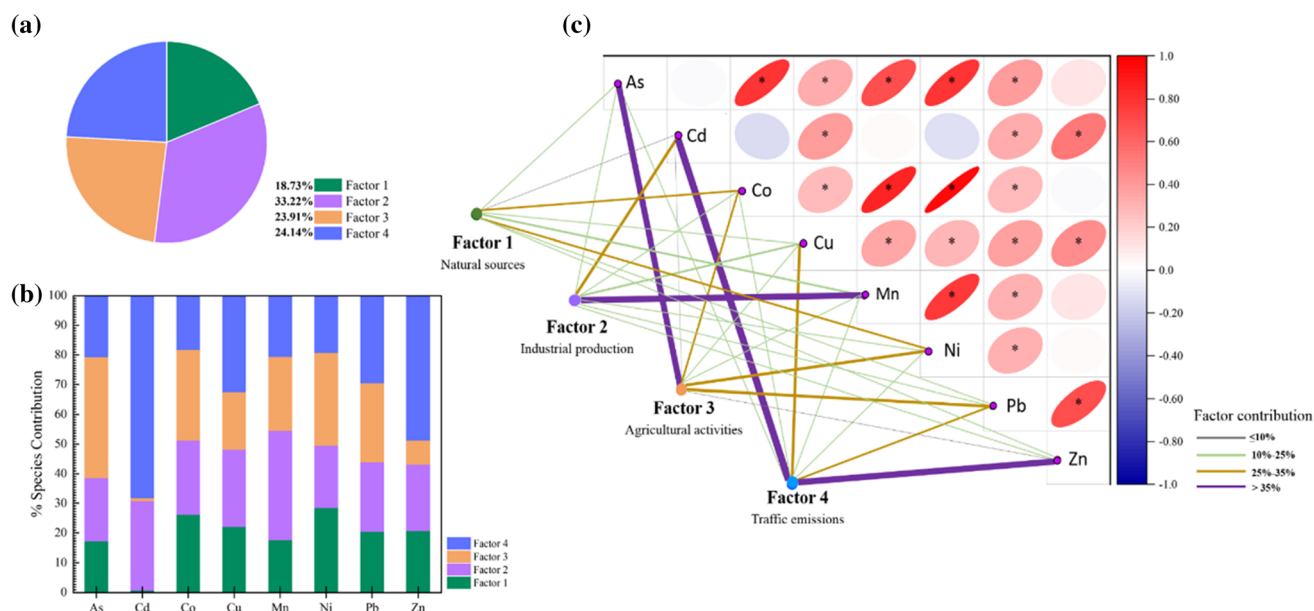 (a)
18.73% Factor 1
33.22% Factor 2
23.91% Factor 3
24.14% Factor 4
(b)
% Species Contribution
100
90
80
70
60
50
40
30
20
10
0
As Cd Co Cu Mn Ni Pb Zn
Factor 4
Factor 3
Factor 2
Factor 1
(c)
As
Cd
Co
Cu
Mn
Ni
Pb
Zn
Factor 1
Natural sources
Factor 2
Industrial production
Factor 3
Agricultural activities
Factor 4
Traffic emissions
* * * * *
* * *
* * * *
* * * *
* *
*
*
1.0
0.80
0.60
0.40
0.20
0.0
-0.20
-0.40
-0.60
-0.80
-1.0
Factor contribution
≤10%
10%-25%
25%-35%
> 35%